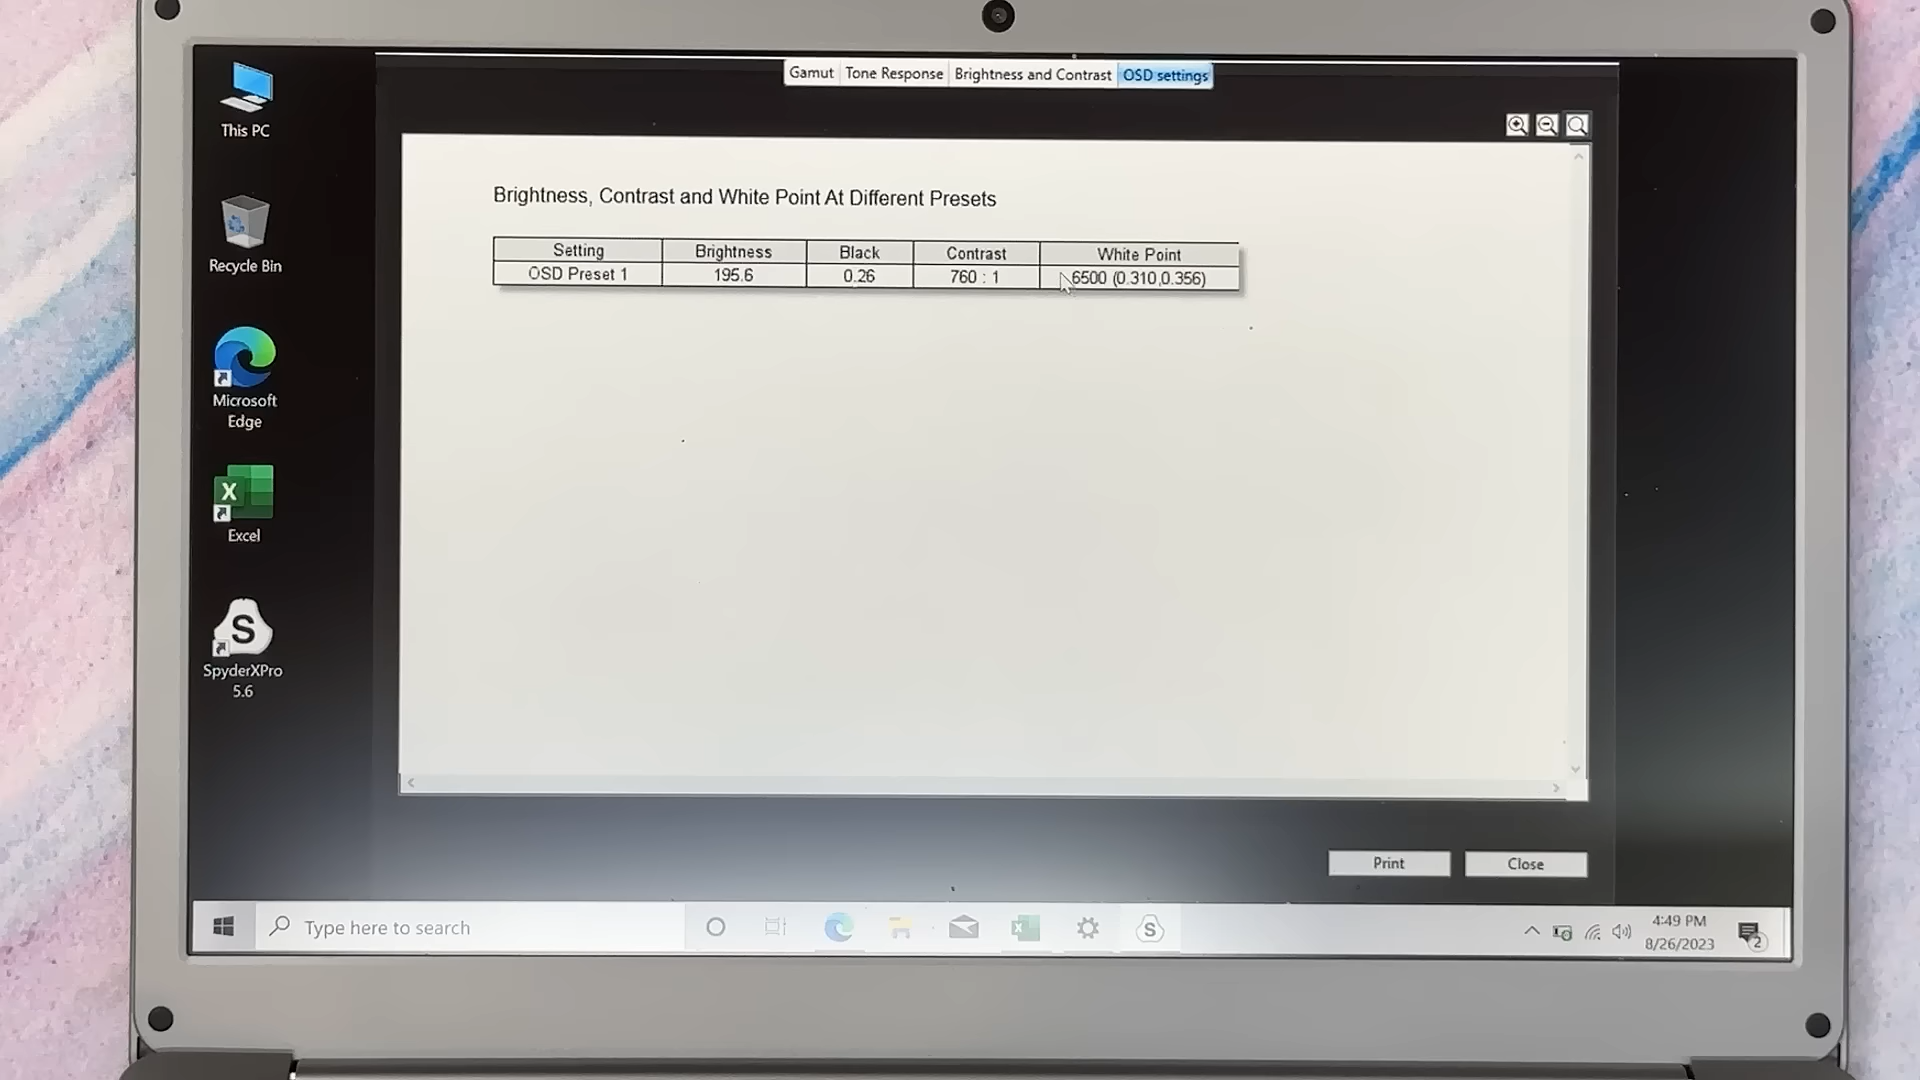 Gamut Tone Response Brightness and Contrast OSD settings
This PC
Recycle Bin
Microsoft
Edge
X
Excel
S
SpyderXPro
5.6
Brightness, Contrast and White Point At Different Presets
Setting Brightness Black Contrast White Point
OSD Preset 1 195.6 0.26 760 : 1 6500 (0.310,0.356)
Print Close
Type here to search
X
S
4:49 PM
8/26/2023
2